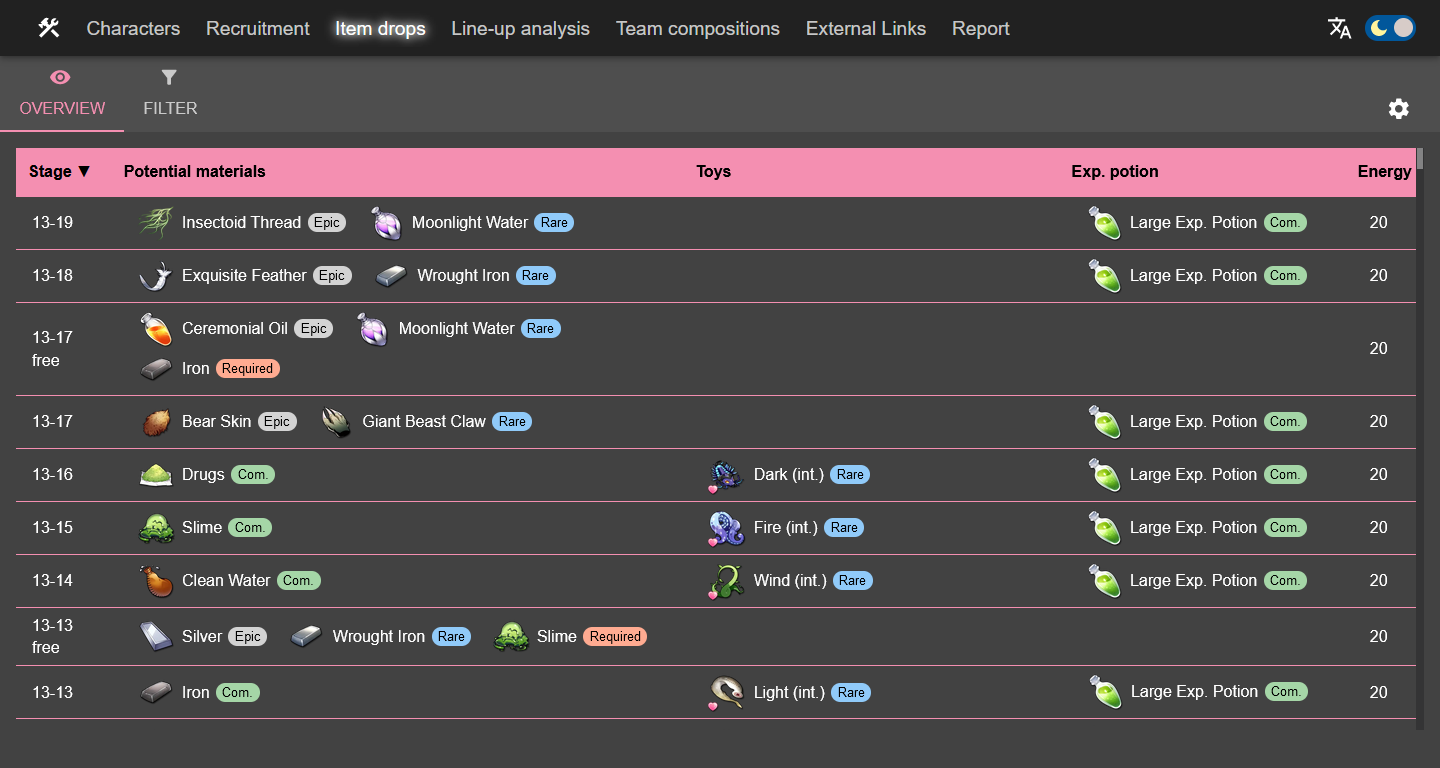 Characters Recruitment Item drops Line-up analysis Team compositions External Links Report
OVERVIEW FILTER
Stage ▼ Potential materials Toys Exp. potion Energy
13-19 Insectoid Thread Epic Moonlight Water Rare Large Exp. Potion Com. 20
13-18 Exquisite Feather Epic Wrought Iron Rare Large Exp. Potion Com. 20
13-17 free Ceremonial Oil Epic Moonlight Water Rare 20
Iron Required
13-17 Bear Skin Epic Giant Beast Claw Rare Large Exp. Potion Com. 20
13-16 Drugs Com. Dark (int.) Rare Large Exp. Potion Com. 20
13-15 Slime Com. Fire (int.) Rare Large Exp. Potion Com. 20
13-14 Clean Water Com. Wind (int.) Rare Large Exp. Potion Com. 20
13-13 free Silver Epic Wrought Iron Rare Slime Required 20
13-13 Iron Com. Light (int.) Rare Large Exp. Potion Com. 20